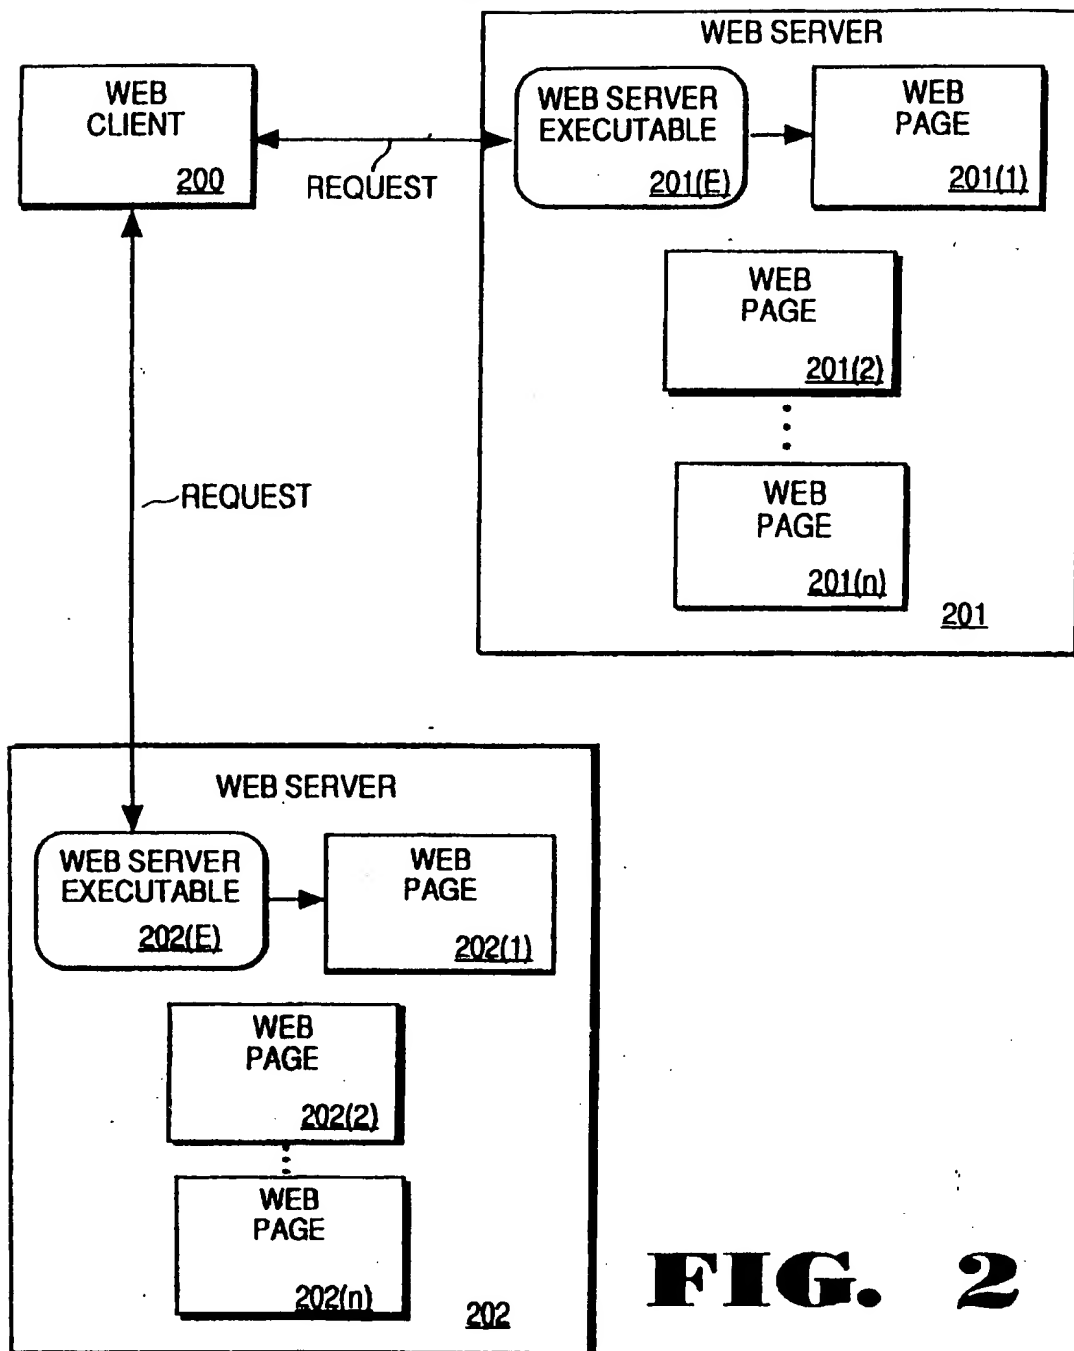 WEB SERVER
WEB
CLIENT
200
REQUEST
WEB SERVER
EXECUTABLE
201(E)
WEB
PAGE
201(1)
WEB
PAGE
201(2)
WEB
PAGE
201(n)
201
REQUEST
WEB SERVER
WEB SERVER
EXECUTABLE
202(E)
WEB
PAGE
202(1)
WEB
PAGE
202(2)
WEB
PAGE
202(n)
202
FIG. 2